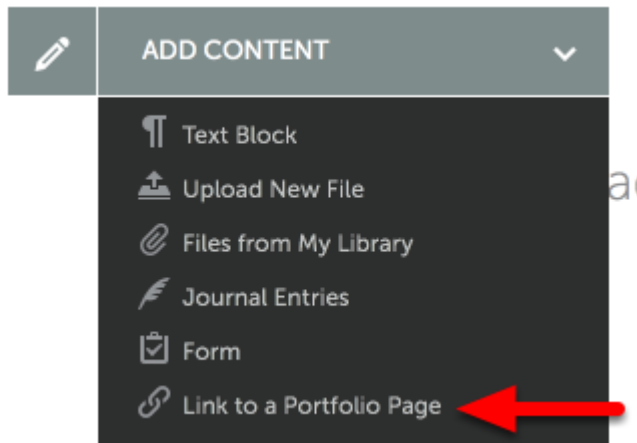 ADD CONTENT
Text Block
Upload New File
Files from My Library
Journal Entries
Form
Link to a Portfolio Page